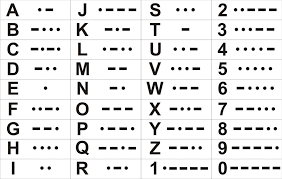 A ·– J ·––– S ··· 2 ··–––
B –··· K –·– T – 3 ···––
C –·–· L ·–·· U ··– 4 ····–
D –·· M –– V ···– 5 ·····
E · N –· W ·–– 6 –····
F ··–· O ––– X –··– 7 ––···
G ––· P ·––· Y –·–– 8 –––··
H ···· Q ––·– Z ––·· 9 ––––·
I ·· R ·–· 1 ·–––– 0 –––––